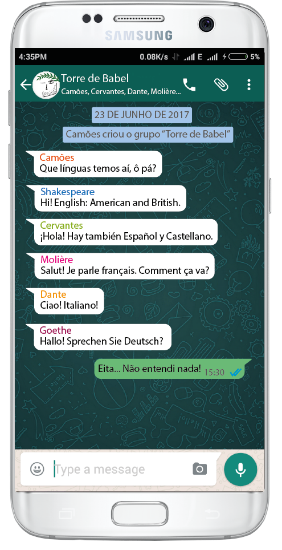 SAMSUNG
4:35PM 0.08K/s E 5%
Torre de Babel
Camões, Cervantes, Dante, Molière...
23 DE JUNHO DE 2017
Camões criou o grupo "Torre de Babel"
Camões
Que línguas temos aí, ô pá?
Shakespeare
Hi! English: American and British.
Cervantes
¡Hola! Hay también Español y Castellano.
Molière
Salut! Je parle français. Comment ça va?
Dante
Ciao! Italiano!
Goethe
Hallo! Sprechen Sie Deutsch?
Eita... Não entendi nada! 15:30
Type a message